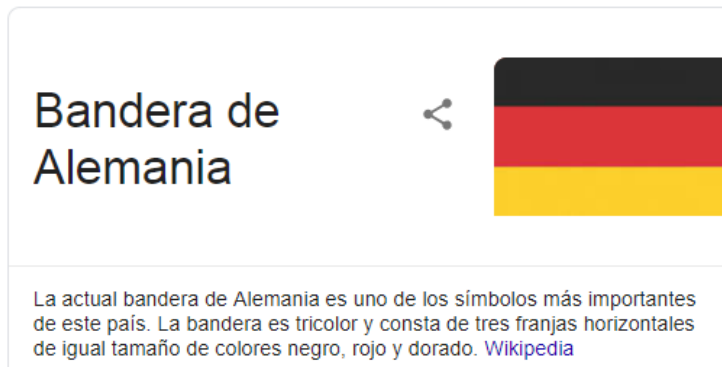 Bandera de
Alemania
La actual bandera de Alemania es uno de los símbolos más importantes
de este país. La bandera es tricolor y consta de tres franjas horizontales
de igual tamaño de colores negro, rojo y dorado. Wikipedia